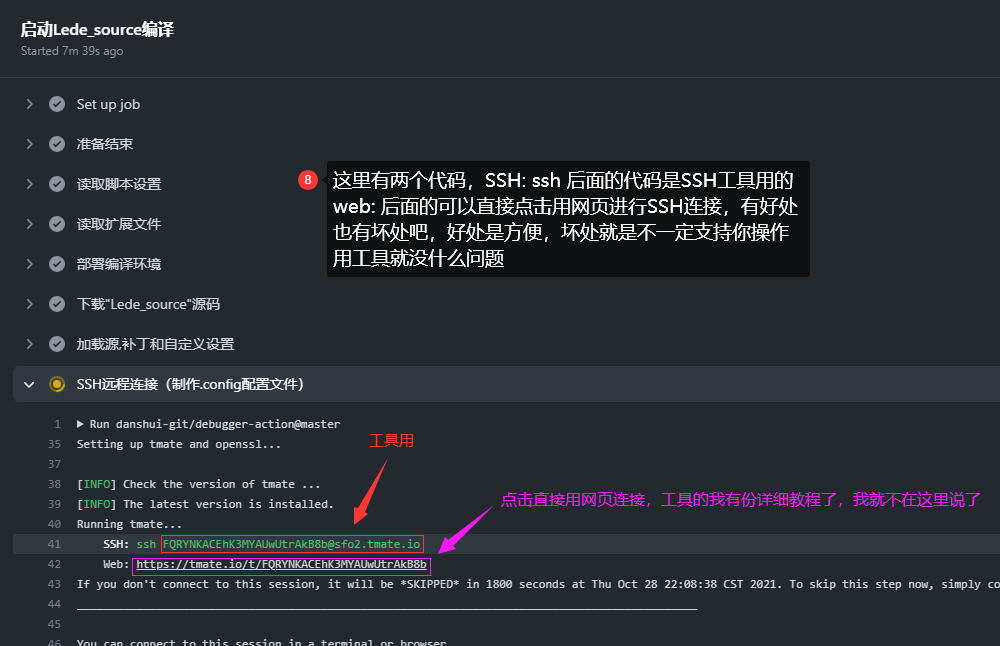 启动Lede_source编译
Started 7m 39s ago
Set up job
准备结束
读取脚本设置
读取扩展文件
部署编译环境
下载"Lede_source"源码
加载源,补丁和自定义设置
8
这里有两个代码，SSH: ssh 后面的代码是SSH工具用的
web: 后面的可以直接点击用网页进行SSH连接，有好处
也有坏处吧，好处是方便，坏处就是不一定支持你操作
用工具就没什么问题
SSH远程连接（制作.config配置文件）
1 Run danshui-git/debugger-action@master
35 Setting up tmate and openssl...
工具用
37
38 [INFO] Check the version of tmate ...
39 [INFO] The latest version is installed.
点击直接用网页连接，工具的我有份详细教程了，我就不在这里说了
40 Running tmate...
41 SSH: ssh FQRYNKACEhK3MYAUwUtrAkB8b@sfo2.tmate.io
42 Web: https://tmate.io/t/FQRYNKACEhK3MYAUwUtrAkB8b
43 If you don't connect to this session, it will be *SKIPPED* in 1800 seconds at Thu Oct 28 22:08:38 CST 2021. To skip this step now, simply co
44 ________________________________________________________________________________
45
46 You can connect to this session in a terminal or browser